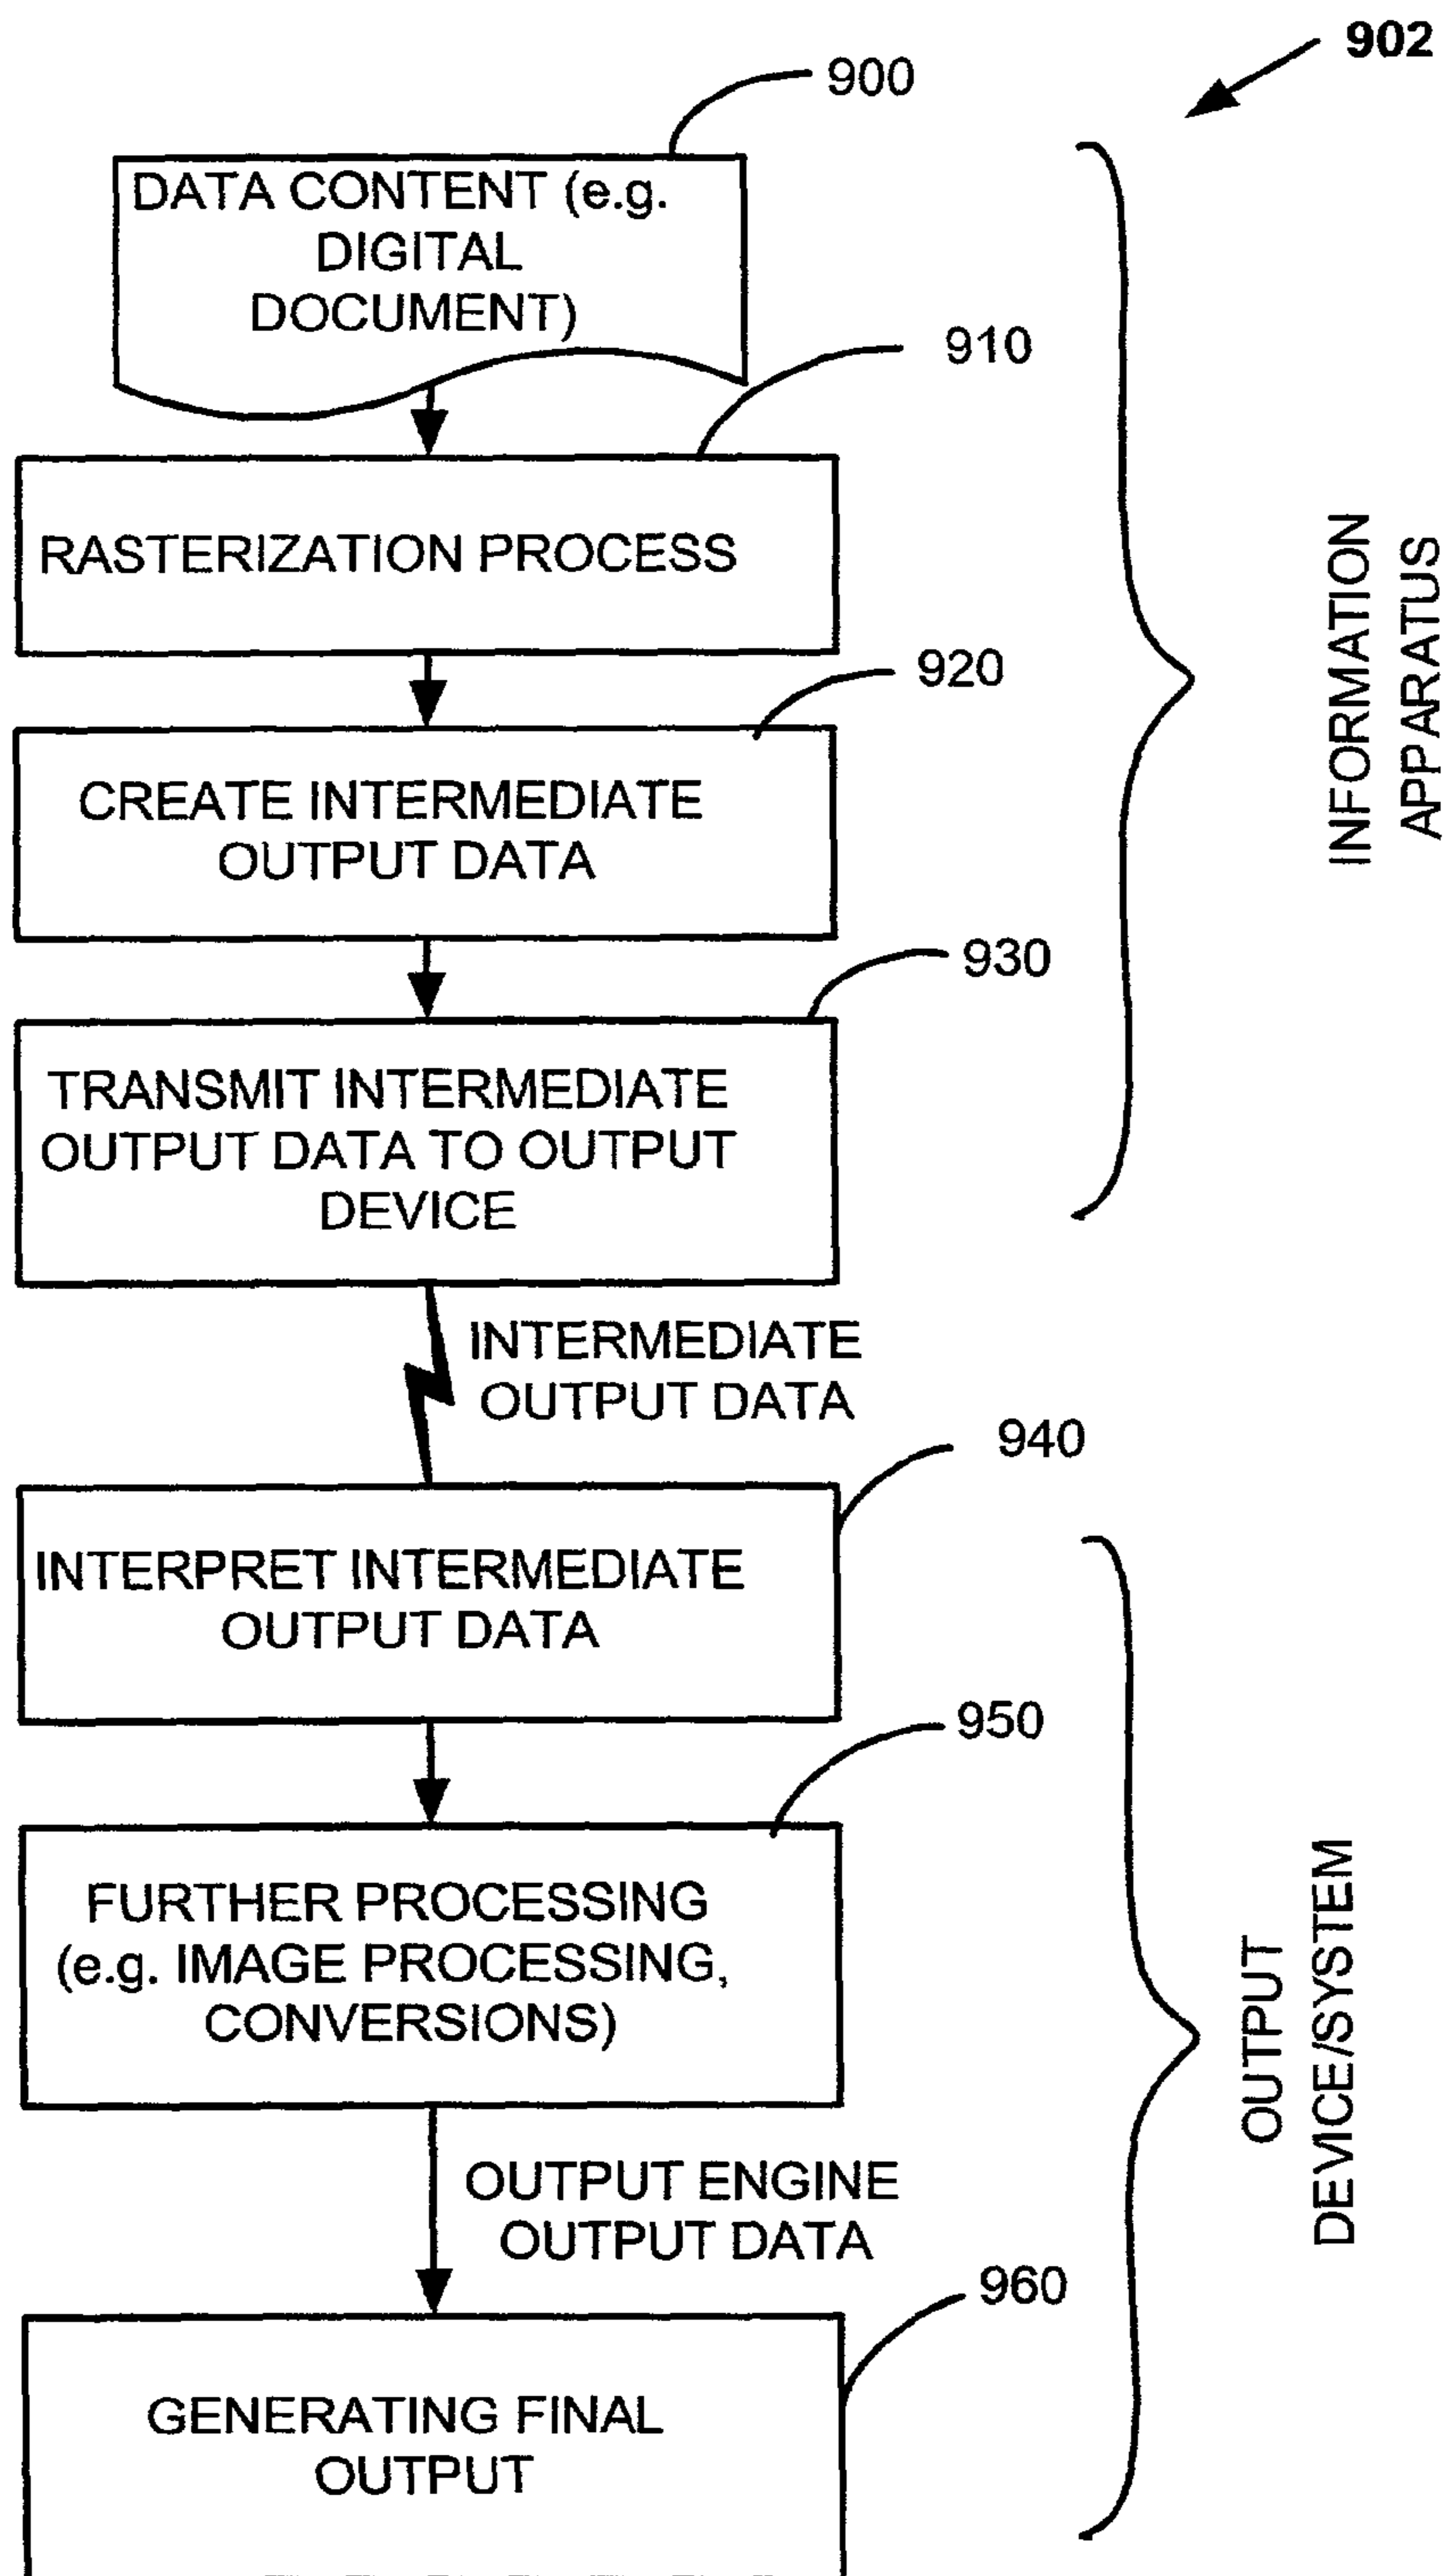 902
900
DATA CONTENT (e.g.
DIGITAL
DOCUMENT)
910
RASTERIZATION PROCESS
920
CREATE INTERMEDIATE
OUTPUT DATA
930
TRANSMIT INTERMEDIATE
OUTPUT DATA TO OUTPUT
DEVICE
INFORMATION
APPARATUS
INTERMEDIATE
OUTPUT DATA
940
INTERPRET INTERMEDIATE
OUTPUT DATA
950
FURTHER PROCESSING
(e.g. IMAGE PROCESSING,
CONVERSIONS)
OUTPUT ENGINE
OUTPUT DATA
960
GENERATING FINAL
OUTPUT
OUTPUT
DEVICE/SYSTEM